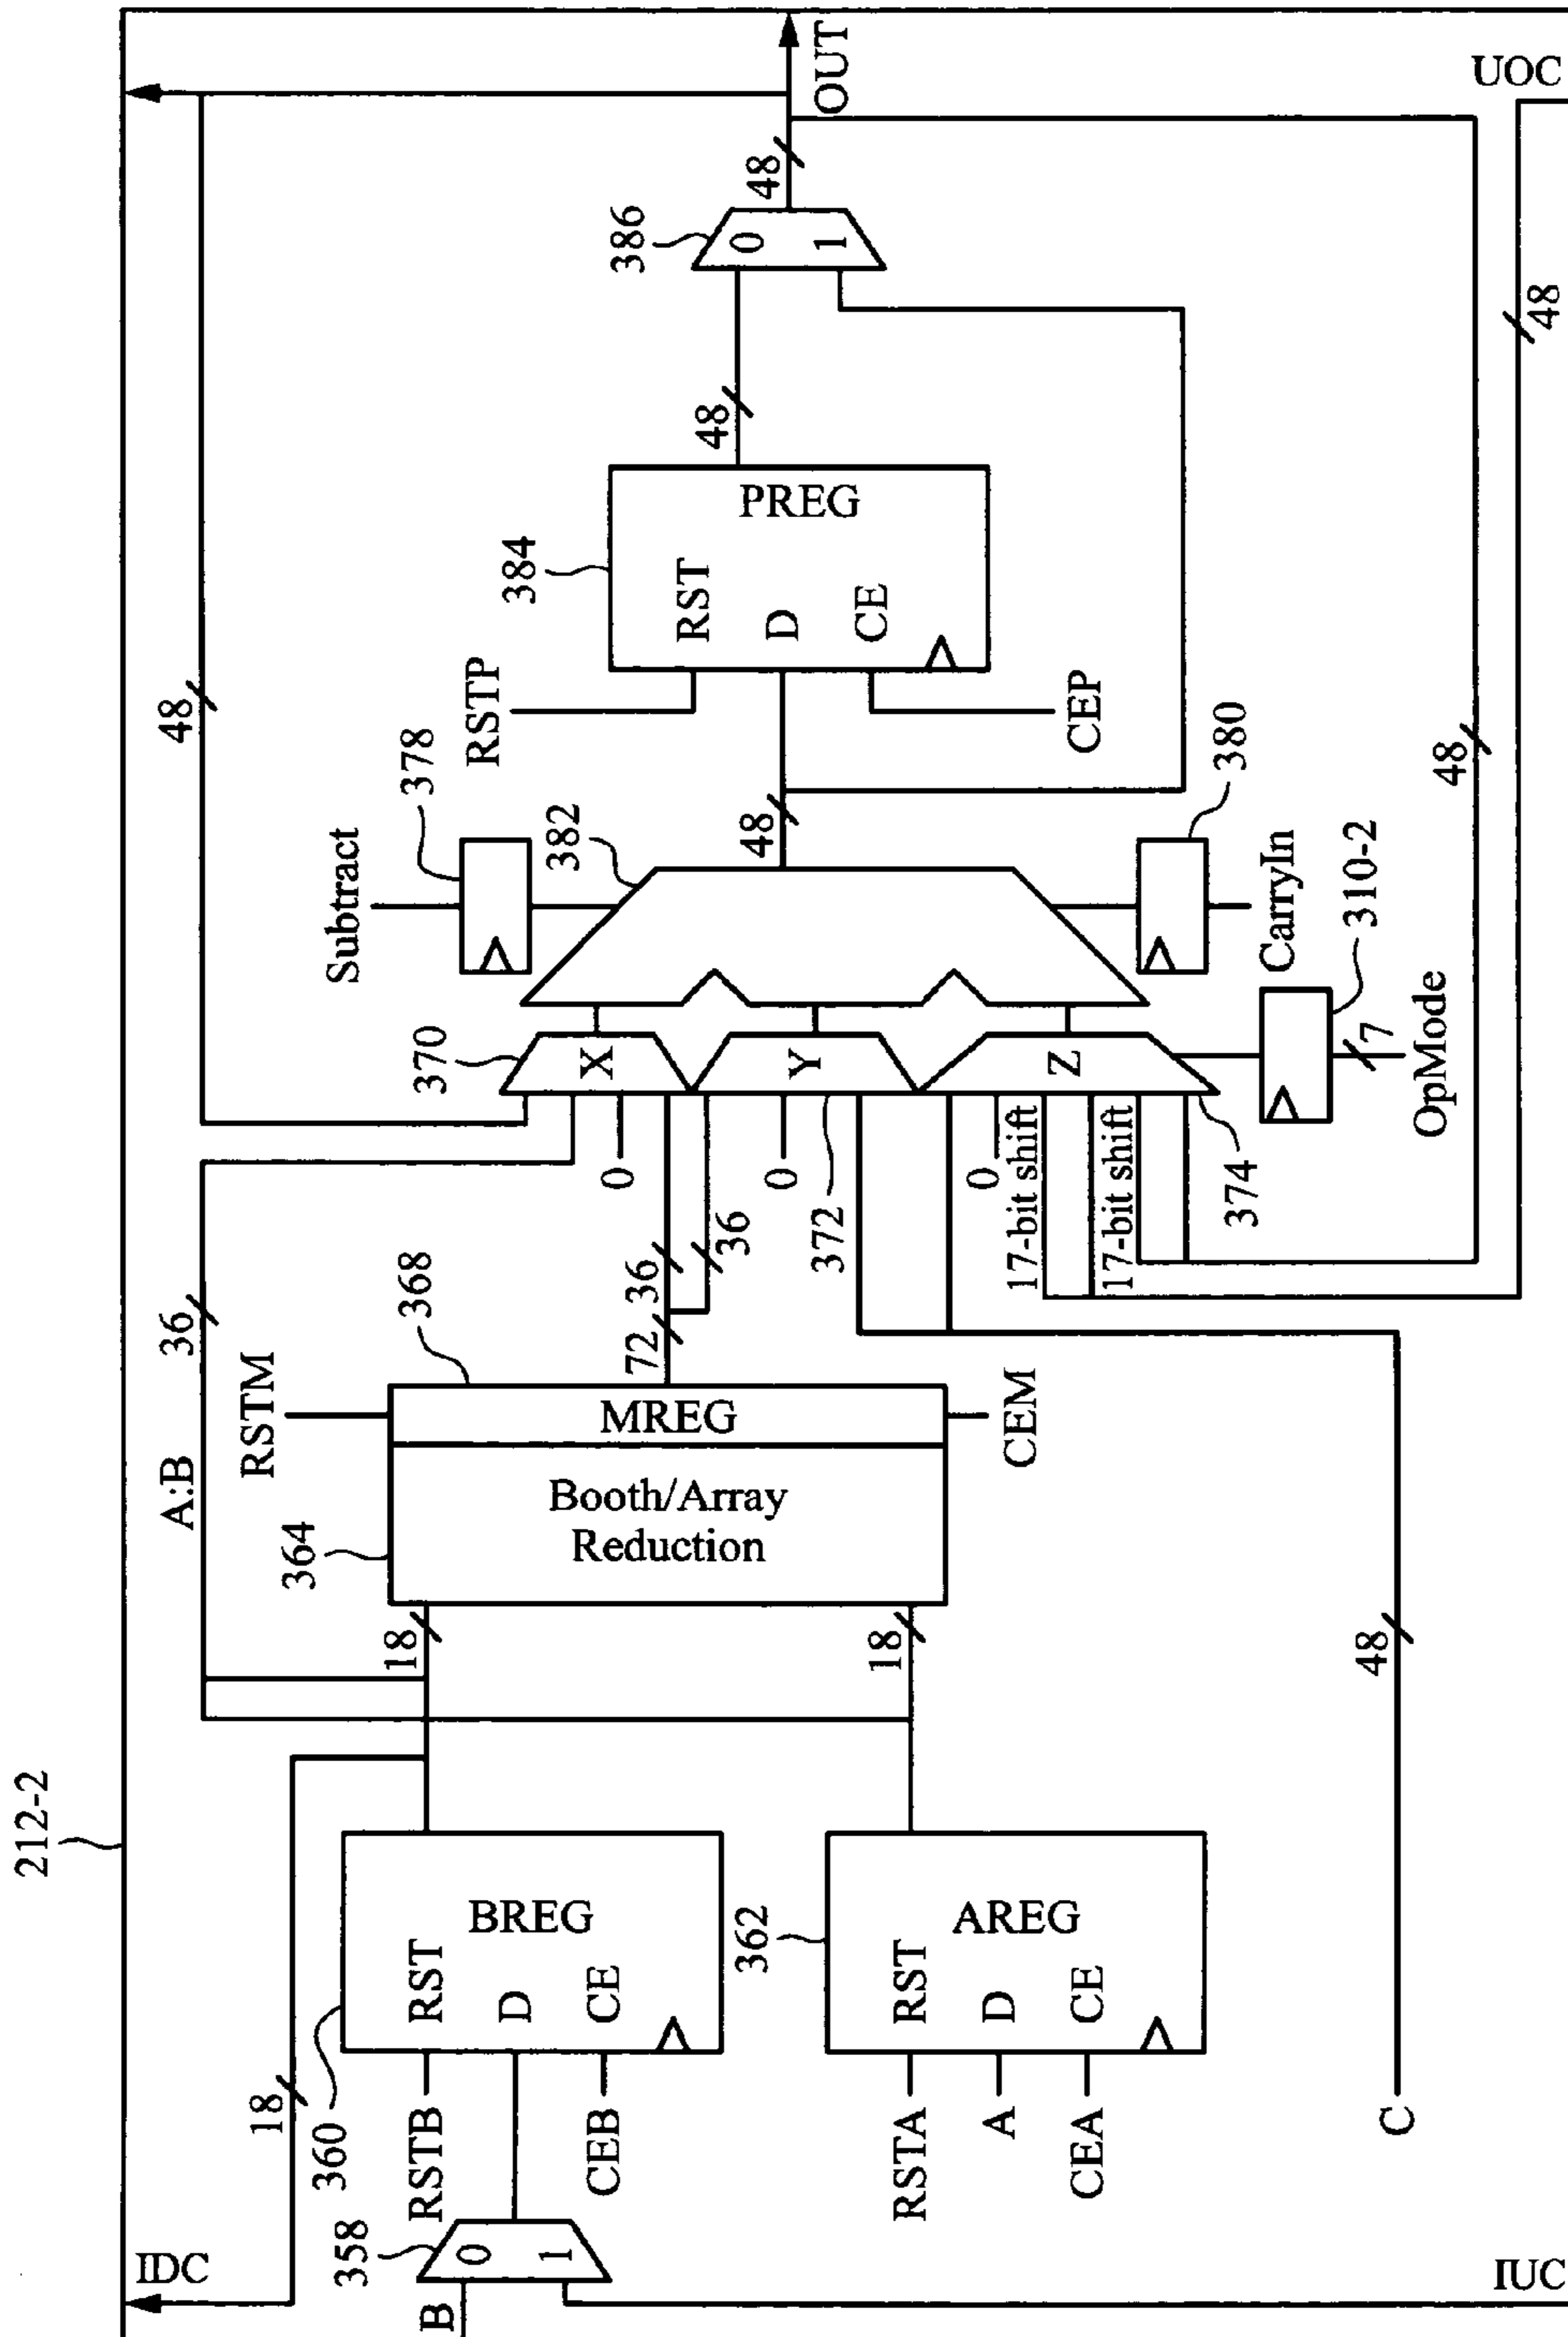 212-2
IDC
18
B
358
0
1
IUC
360
RSTB
CEB
RST
D
CE
BREG
362
RSTA
A
CEA
RST
D
CE
AREG
C
48
18
18
A:B
36
364
Booth/Array
Reduction
MREG
368
RSTM
CEM
72
36
36
0
0
0
372
17-bit shift
17-bit shift
374
370
X
Y
Z
OpMode
7
310-2
CarryIn
380
Subtract
378
382
48
48
48
RSTP
CEP
384
RST
D
CE
PREG
48
386
0
1
48
OUT
UOC
48